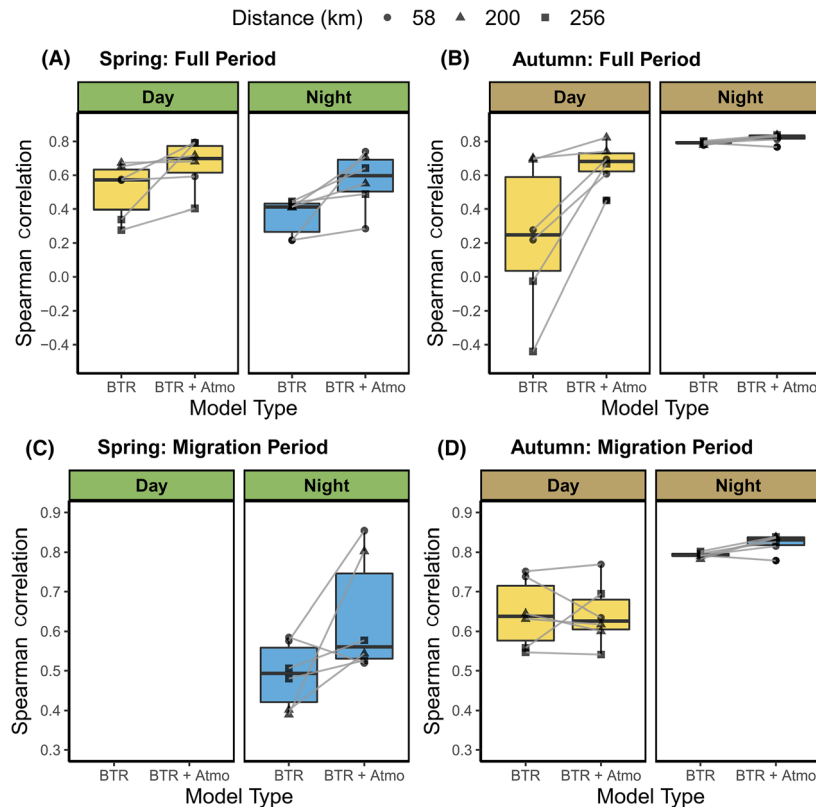 Distance (km) ● 58 ▲ 200 ■ 256
(A) Spring: Full Period
Day Night
Spearman correlation
0.8
0.6
0.4
0.2
0.0
−0.2
−0.4
BTR BTR + Atmo BTR BTR + Atmo
Model Type
(B) Autumn: Full Period
Day Night
Spearman correlation
0.8
0.6
0.4
0.2
0.0
−0.2
−0.4
BTR BTR + Atmo BTR BTR + Atmo
Model Type
(C) Spring: Migration Period
Day Night
Spearman correlation
0.9
0.8
0.7
0.6
0.5
0.4
0.3
BTR BTR + Atmo BTR BTR + Atmo
Model Type
(D) Autumn: Migration Period
Day Night
Spearman correlation
0.9
0.8
0.7
0.6
0.5
0.4
0.3
BTR BTR + Atmo BTR BTR + Atmo
Model Type